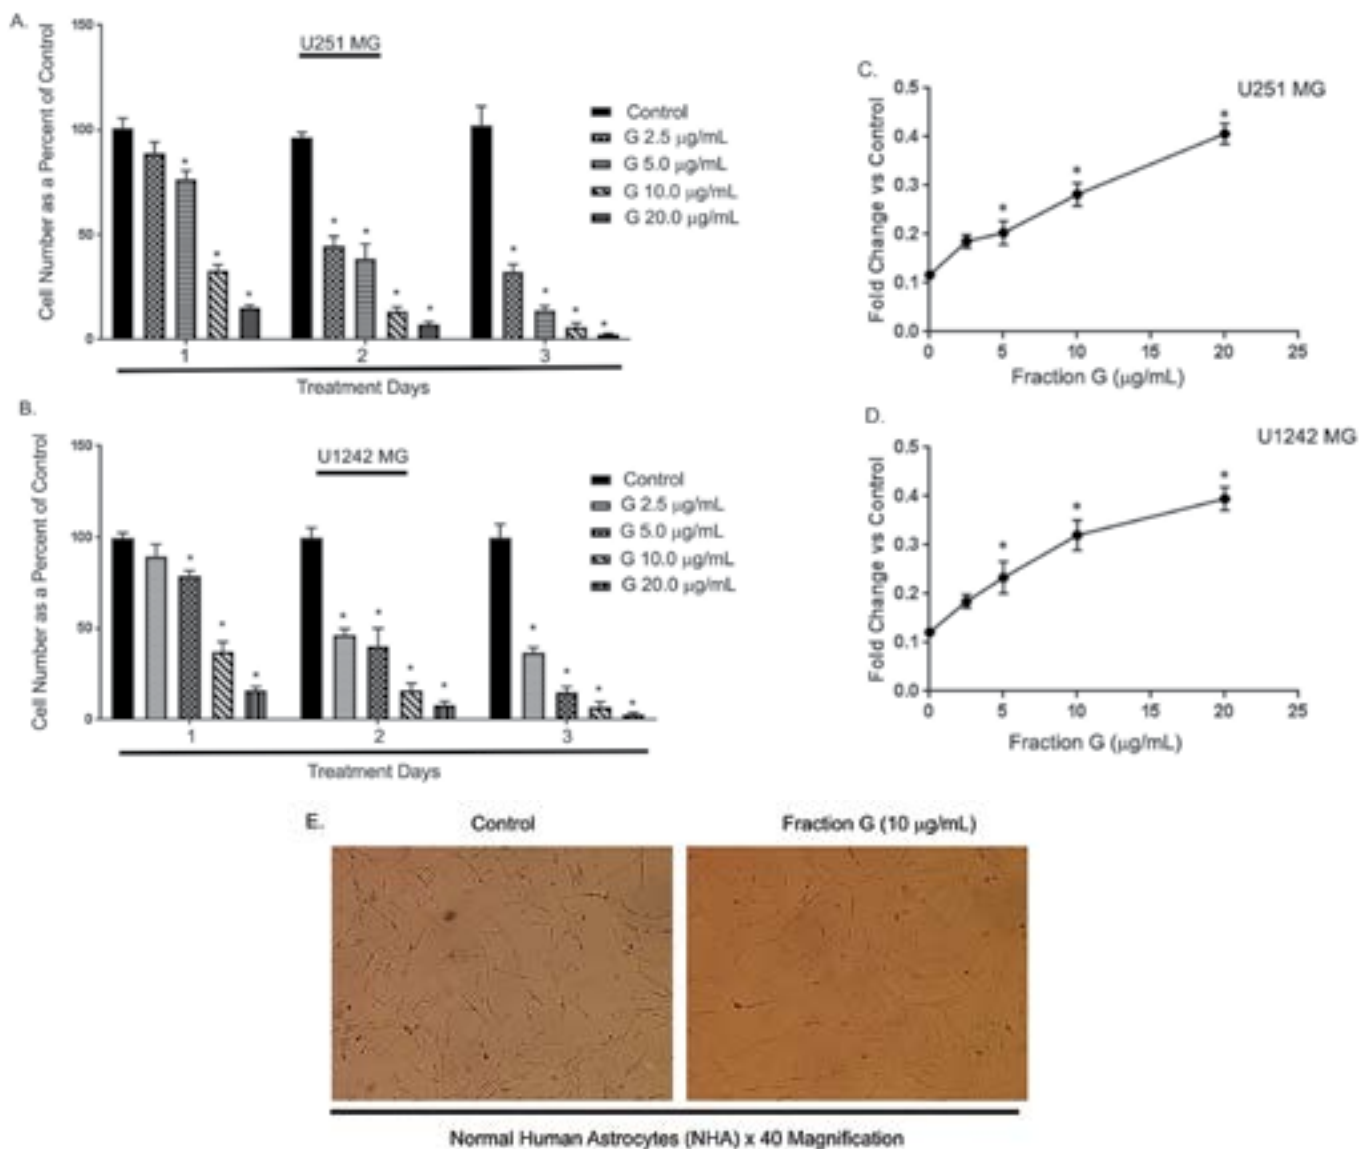 A.
150
100
50
0
Cell Number as a Percent of Control
U251 MG
Control
G 2.5 µg/mL
G 5.0 µg/mL
G 10.0 µg/mL
G 20.0 µg/mL
* * * * * * * * * * *
1 2 3
Treatment Days
C.
U251 MG
0.5
0.4
0.3
0.2
0.1
0.0
Fold Change vs Control
* * *
0 5 10 15 20 25
Fraction G (µg/mL)
B.
150
100
50
0
Cell Number as a Percent of Control
U1242 MG
Control
G 2.5 µg/mL
G 5.0 µg/mL
G 10.0 µg/mL
G 20.0 µg/mL
* * * * * * * * * * *
1 2 3
Treatment Days
D.
U1242 MG
0.5
0.4
0.3
0.2
0.1
0.0
Fold Change vs Control
* * *
0 5 10 15 20 25
Fraction G (µg/mL)
E.
Control
Fraction G (10 µg/mL)
Normal Human Astrocytes (NHA) x 40 Magnification